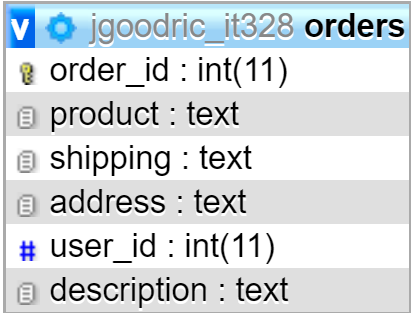 v jgoodric_it328 orders
order_id : int(11)
product : text
shipping : text
address : text
# user_id : int(11)
description : text